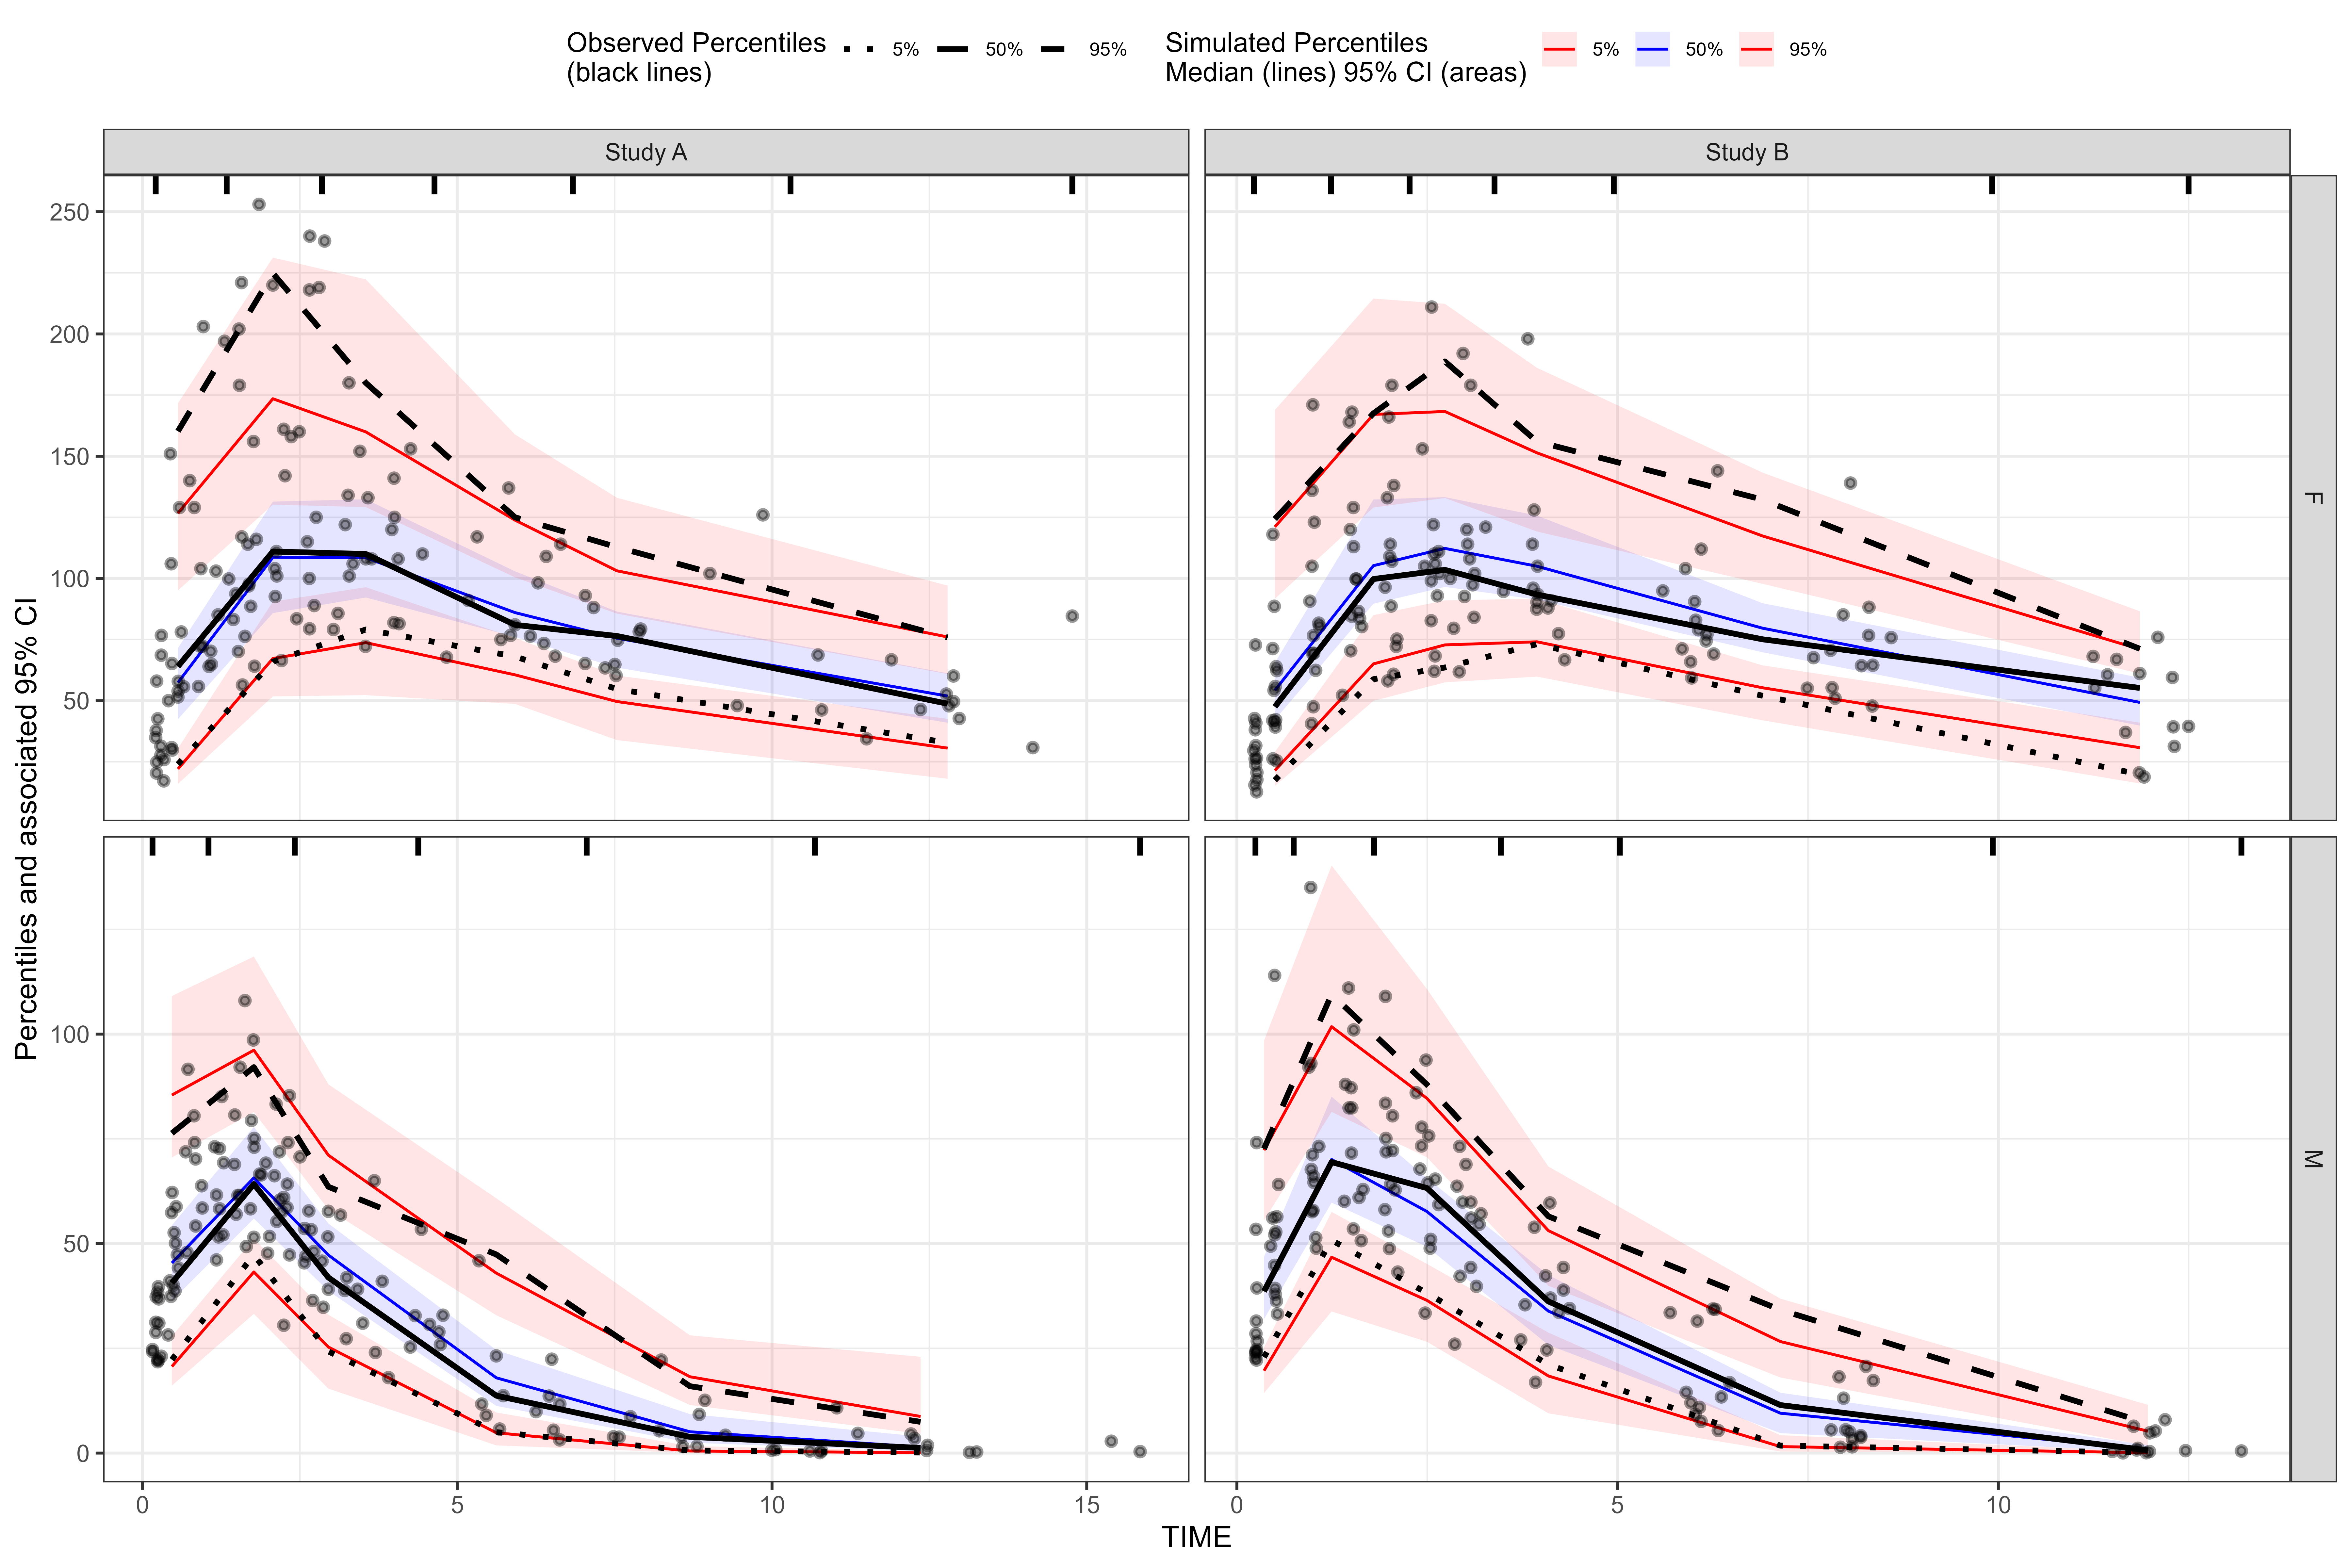 Observed Percentiles
(black lines)
5% 50% 95%
Simulated Percentiles
Median (lines) 95% CI (areas)
5% 50% 95%
Study A
Study B
250
200
150
100
50
F
100
50
0
M
Percentiles and associated 95% CI
0 5 10 15
0 5 10
TIME